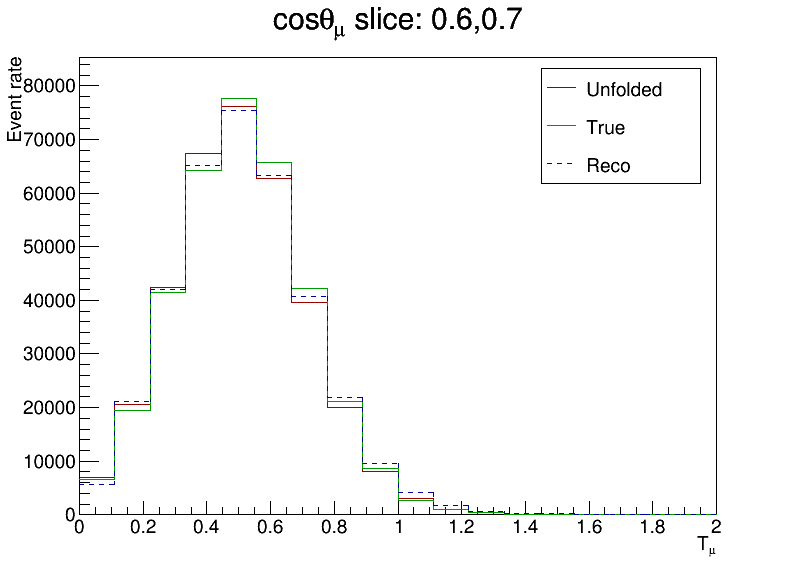 cosθμ slice: 0.6,0.7
Event rate
80000
70000
60000
50000
40000
30000
20000
10000
0
Unfolded
True
Reco
0 0.2 0.4 0.6 0.8 1 1.2 1.4 1.6 1.8 2
Tμ